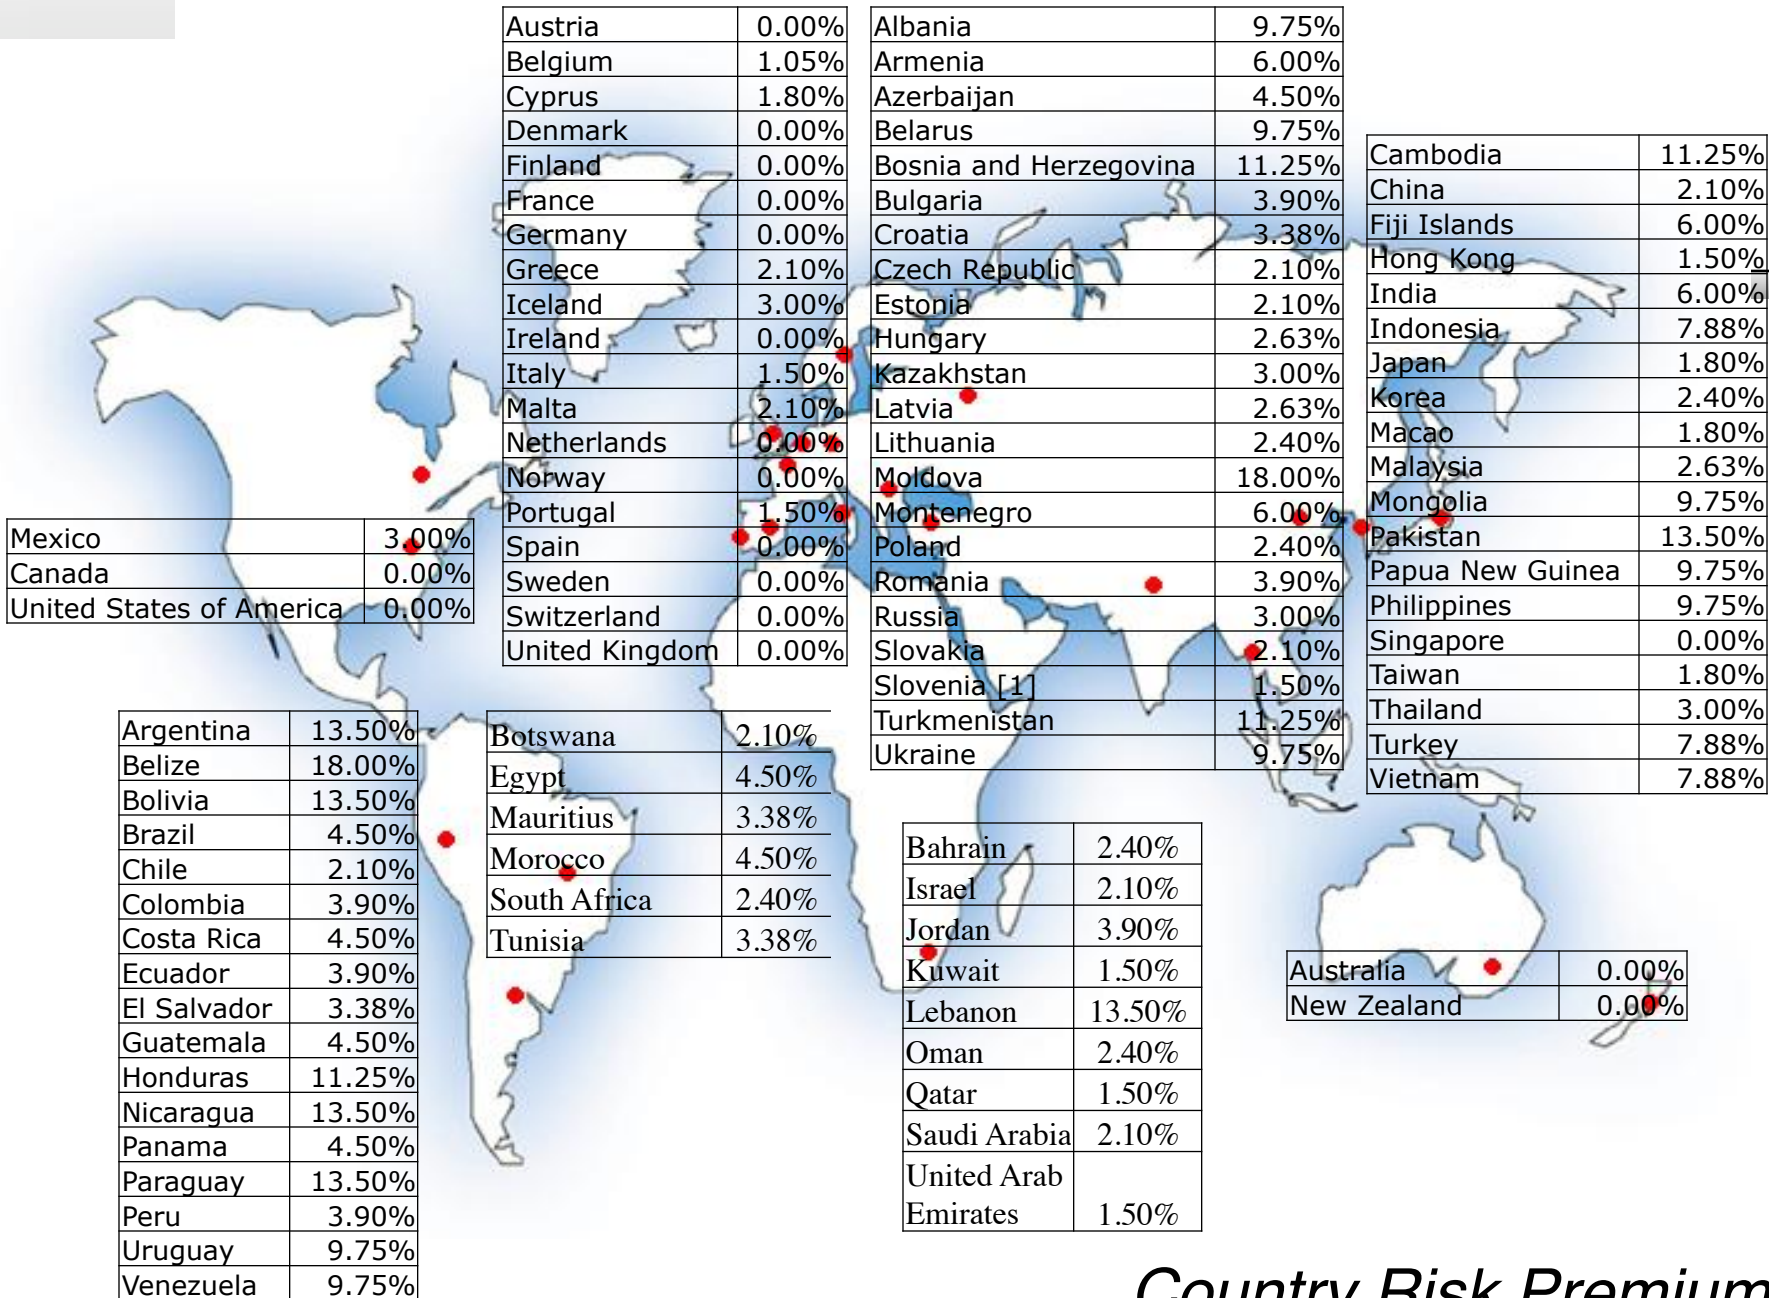 Austria 0.00%
Belgium 1.05%
Cyprus 1.80%
Denmark 0.00%
Finland 0.00%
France 0.00%
Germany 0.00%
Greece 2.10%
Iceland 3.00%
Ireland 0.00%
Italy 1.50%
Malta 2.10%
Netherlands 0.00%
Norway 0.00%
Portugal 1.50%
Spain 0.00%
Sweden 0.00%
Switzerland 0.00%
United Kingdom 0.00%
Albania 9.75%
Armenia 6.00%
Azerbaijan 4.50%
Belarus 9.75%
Bosnia and Herzegovina 11.25%
Bulgaria 3.90%
Croatia 3.38%
Czech Republic 2.10%
Estonia 2.10%
Hungary 2.63%
Kazakhstan 3.00%
Latvia 2.63%
Lithuania 2.40%
Moldova 18.00%
Montenegro 6.00%
Poland 2.40%
Romania 3.90%
Russia 3.00%
Slovakia 2.10%
Slovenia [1] 1.50%
Turkmenistan 11.25%
Ukraine 9.75%
Cambodia 11.25%
China 2.10%
Fiji Islands 6.00%
Hong Kong 1.50%
India 6.00%
Indonesia 7.88%
Japan 1.80%
Korea 2.40%
Macao 1.80%
Malaysia 2.63%
Mongolia 9.75%
Pakistan 13.50%
Papua New Guinea 9.75%
Philippines 9.75%
Singapore 0.00%
Taiwan 1.80%
Thailand 3.00%
Turkey 7.88%
Vietnam 7.88%
Mexico 3.00%
Canada 0.00%
United States of America 0.00%
Argentina 13.50%
Belize 18.00%
Bolivia 13.50%
Brazil 4.50%
Chile 2.10%
Colombia 3.90%
Costa Rica 4.50%
Ecuador 3.90%
El Salvador 3.38%
Guatemala 4.50%
Honduras 11.25%
Nicaragua 13.50%
Panama 4.50%
Paraguay 13.50%
Peru 3.90%
Uruguay 9.75%
Venezuela 9.75%
Botswana 2.10%
Egypt 4.50%
Mauritius 3.38%
Morocco 4.50%
South Africa 2.40%
Tunisia 3.38%
Bahrain 2.40%
Israel 2.10%
Jordan 3.90%
Kuwait 1.50%
Lebanon 13.50%
Oman 2.40%
Qatar 1.50%
Saudi Arabia 2.10%
United Arab
Emirates 1.50%
Australia 0.00%
New Zealand 0.00%
Country Risk Premium